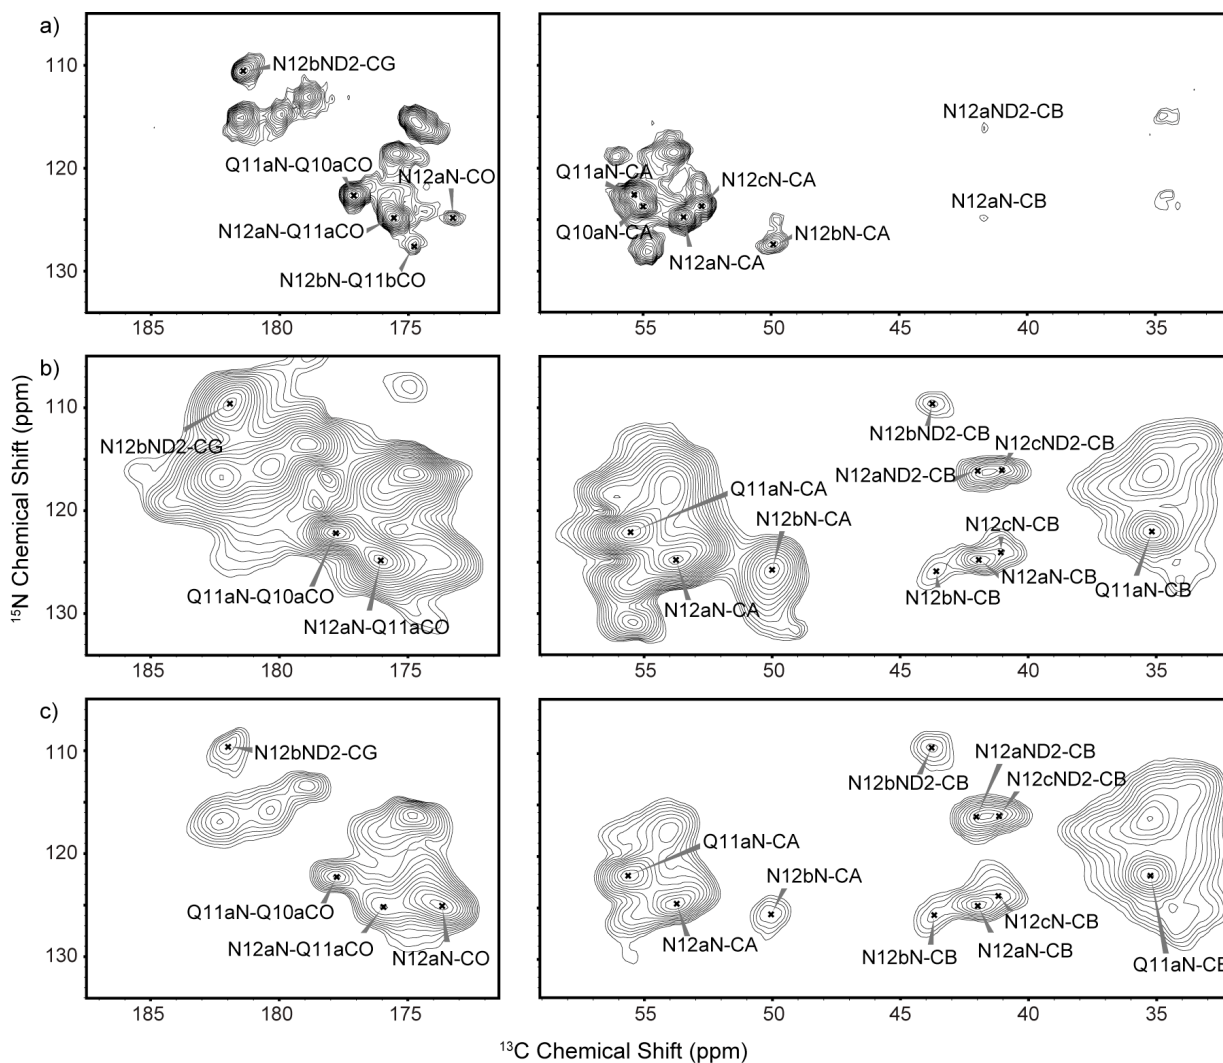 a)
N12bND2-CG
N12aND2-CB
Q11aN-Q10aCO
N12aN-CO
Q11aN-CA
N12cN-CA
N12aN-CB
N12aN-Q11aCO
Q10aN-CA
N12bN-CA
N12aN-CA
N12bN-Q11bCO
110
120
130
185
180
175
55
50
45
40
35
b)
N12bND2-CG
N12bND2-CB
N12cND2-CB
N12aND2-CB
Q11aN-CA
N12bN-CA
N12cN-CB
N12aN-CB
Q11aN-Q10aCO
N12bN-CB
Q11aN-CB
N12aN-Q11aCO
N12aN-CA
110
120
130
185
180
175
55
50
45
40
35
15N Chemical Shift (ppm)
c)
N12bND2-CG
N12aND2-CB
N12bND2-CB
N12cND2-CB
Q11aN-CA
N12bN-CA
Q11aN-Q10aCO
N12cN-CB
N12aN-Q11aCO
N12aN-CO
N12aN-CA
N12bN-CB
N12aN-CB
Q11aN-CB
110
120
130
185
180
175
55
50
45
40
35
13C Chemical Shift (ppm)